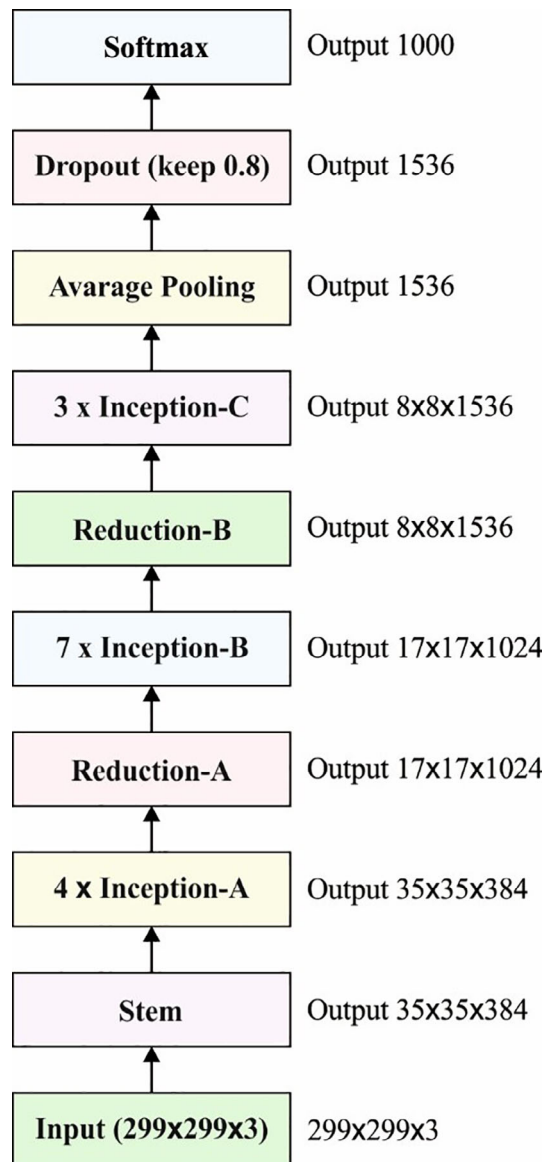 Softmax Output 1000
Dropout (keep 0.8) Output 1536
Avarage Pooling Output 1536
3 x Inception-C Output 8x8x1536
Reduction-B Output 8x8x1536
7 x Inception-B Output 17x17x1024
Reduction-A Output 17x17x1024
4 x Inception-A Output 35x35x384
Stem Output 35x35x384
Input (299x299x3) 299x299x3